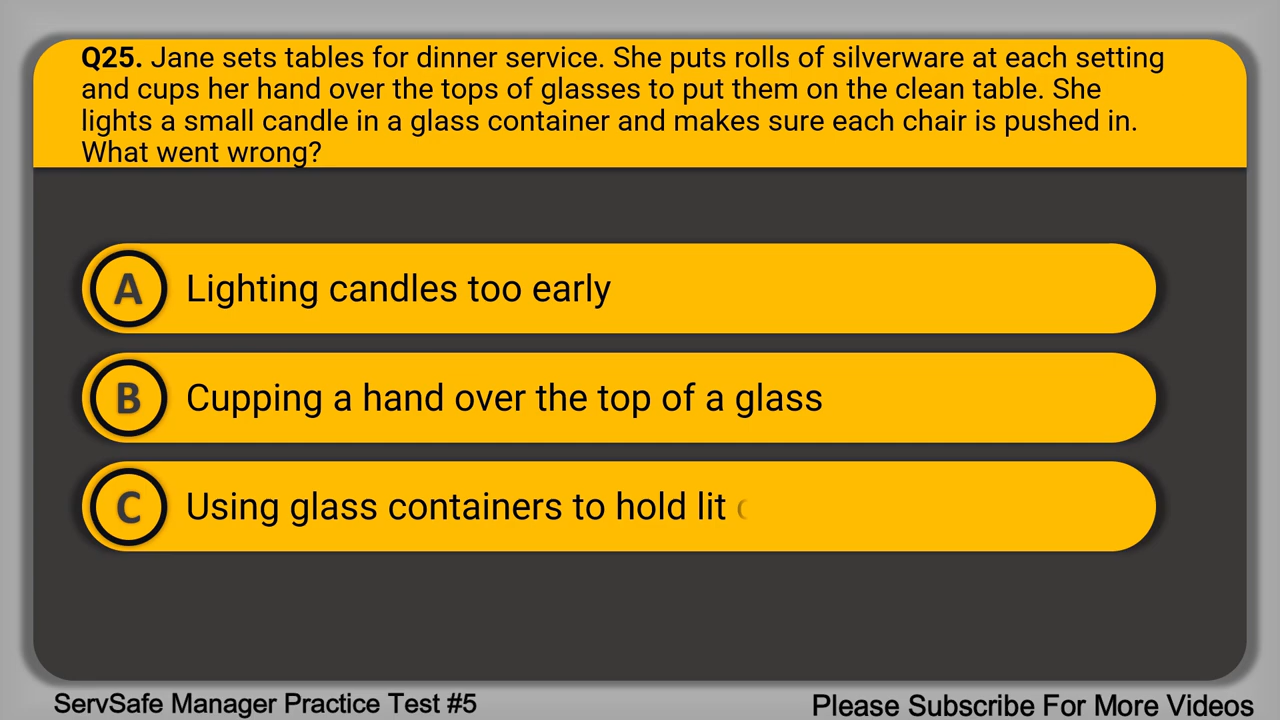 Q25. Jane sets tables for dinner service. She puts rolls of silverware at each setting
and cups her hand over the tops of glasses to put them on the clean table. She
lights a small candle in a glass container and makes sure each chair is pushed in.
What went wrong?
A Lighting candles too early
B Cupping a hand over the top of a glass
C Using glass containers to hold lit
ServSafe Manager Practice Test #5
Please Subscribe For More Videos